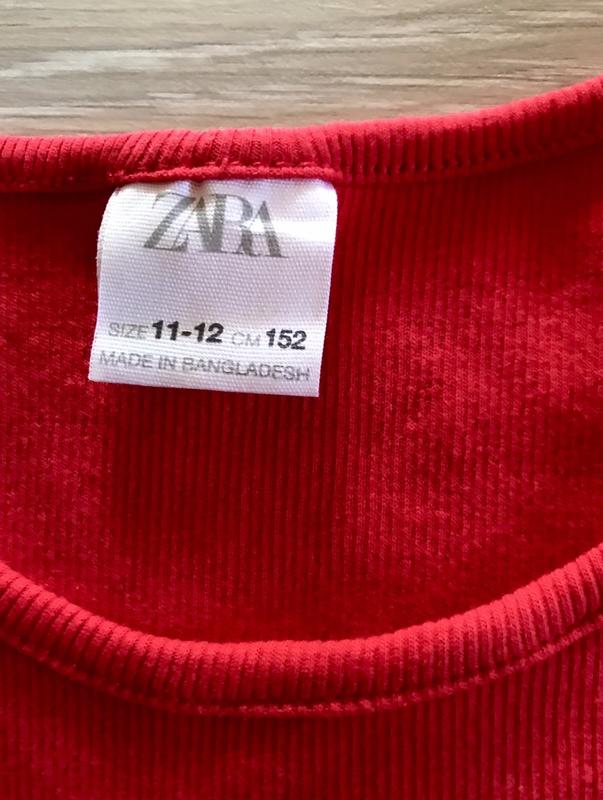 ZARA
SIZE 11-12 CM 152
MADE IN BANGLADESH